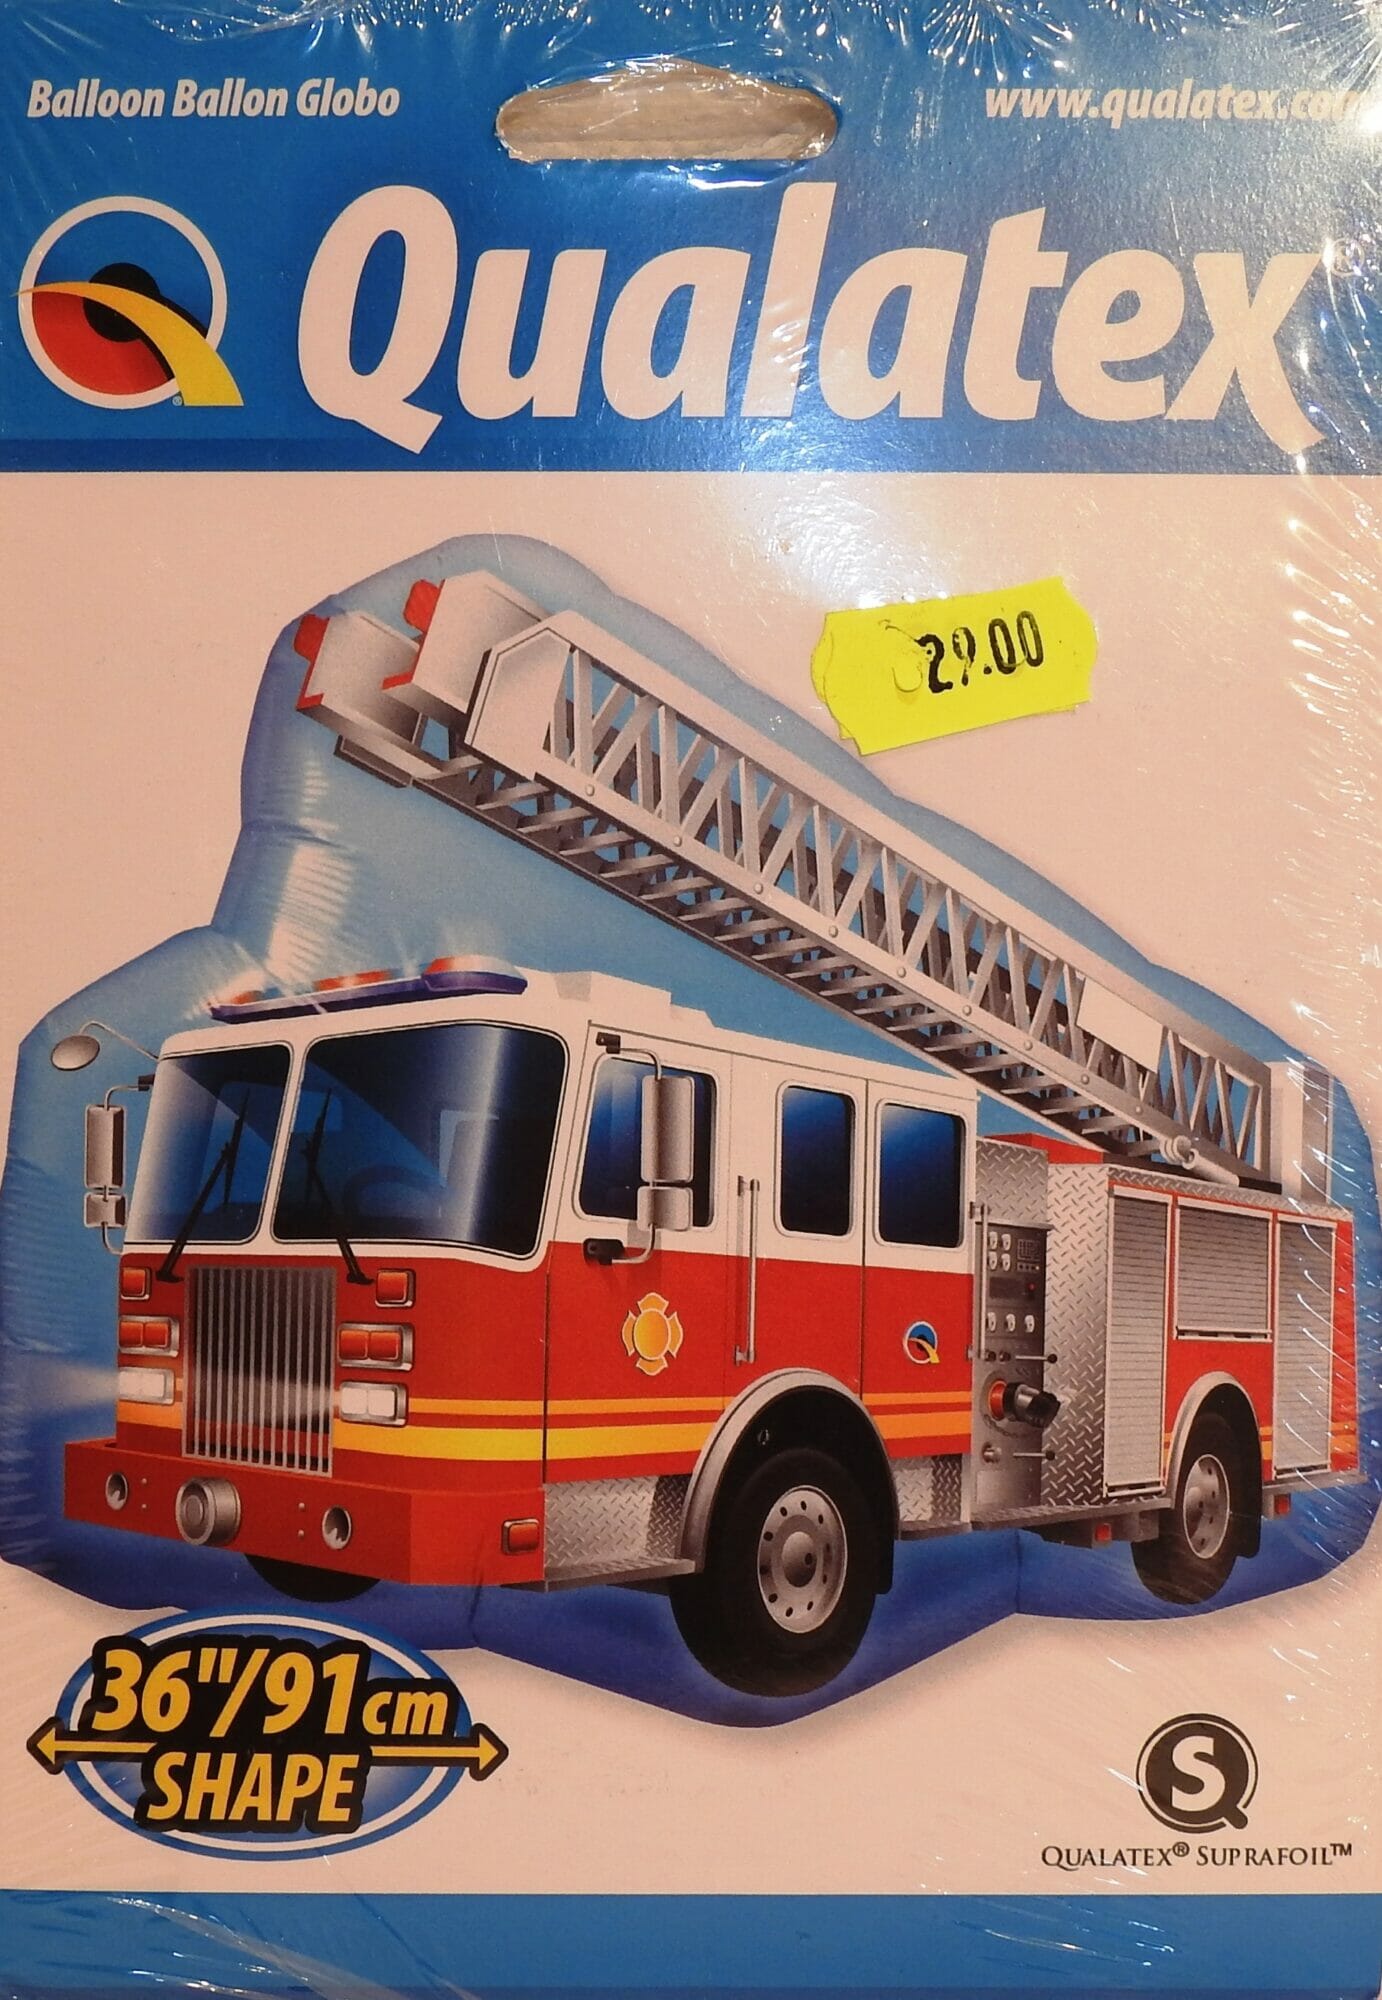 Balloon Ballon Globo
www.qualatex.com
Qualatex®
29.00
36"/91cm
SHAPE
S
QUALATEX® SUPRAFOIL™